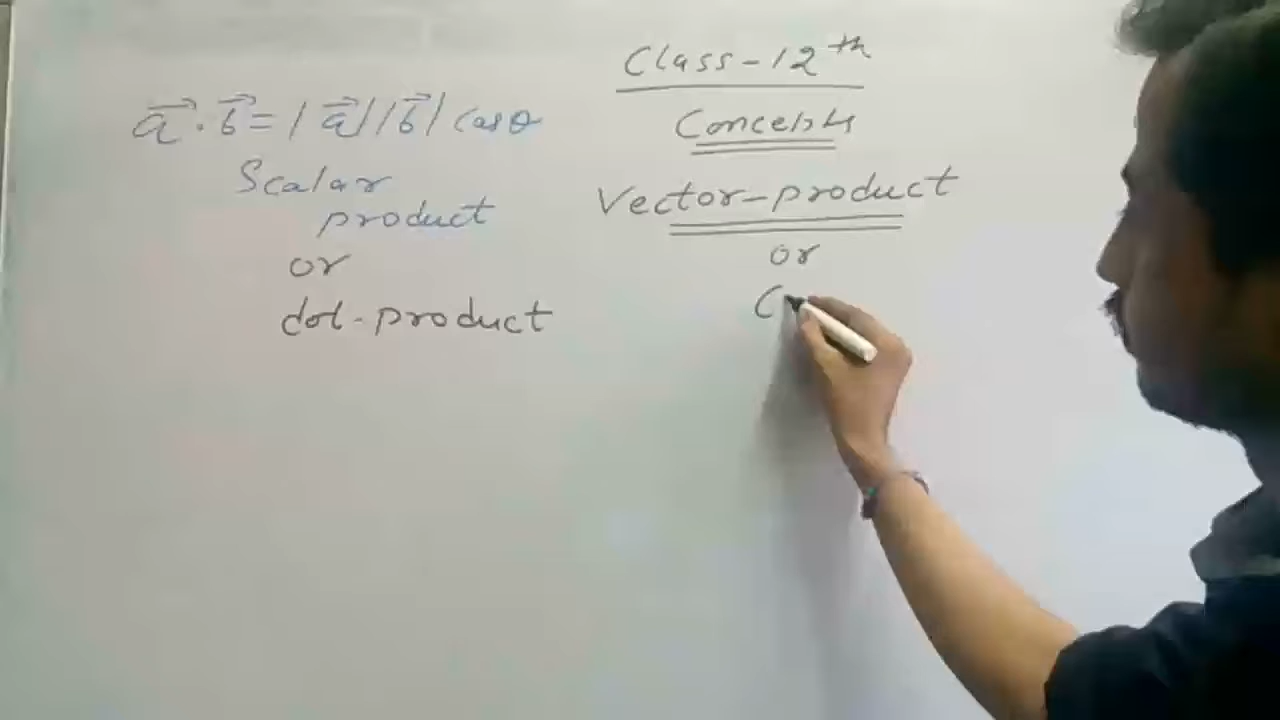 Class-12th
Concepts
Vector-product
or
C
a⃗ . b⃗ = |a⃗| |b⃗| cosθ
Scalar
product
or
dot-product